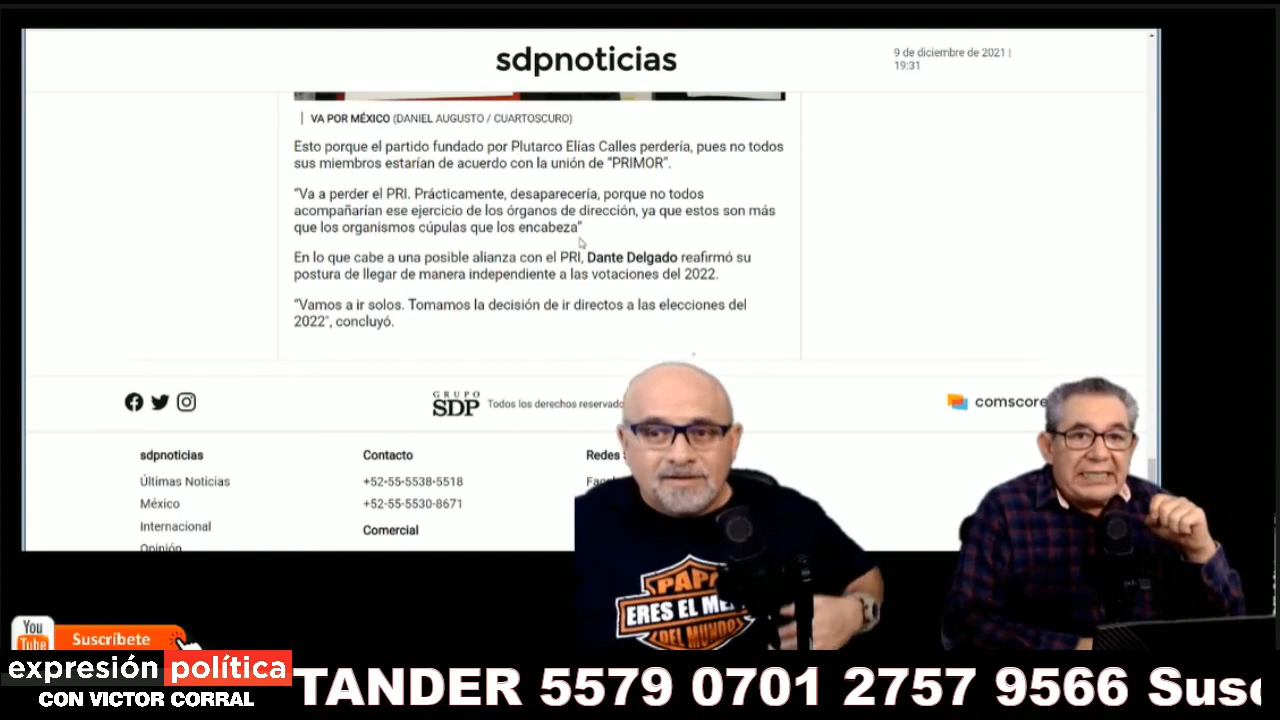 sdpnoticias
9 de diciembre de 2021 |
19:31
VA POR MÉXICO (DANIEL AUGUSTO / CUARTOSCURO)
Esto porque el partido fundado por Plutarco Elías Calles perdería, pues no todos
sus miembros estarían de acuerdo con la unión de “PRIMOR”.
“Va a perder el PRI. Prácticamente, desaparecería, porque no todos
acompañarían ese ejercicio de los órganos de dirección, ya que estos son más
que los organismos cúpulas que los encabeza”
En lo que cabe a una posible alianza con el PRI, Dante Delgado reafirmó su
postura de llegar de manera independiente a las votaciones del 2022.
“Vamos a ir solos. Tomamos la decisión de ir directos a las elecciones del
2022”, concluyó.
GRUPO
SDP
Todos los derechos reservado
comscore
sdpnoticias
Contacto
Redes
Últimas Noticias
+52-55-5538-5518
México
+52-55-5530-8671
Internacional
Comercial
Opinión
PAPÁ
ERES EL ME
DEL MUNDO
You
Tube
Suscríbete
expresión política
CON VICTOR CORRAL
TANDER 5579 0701 2757 9566 Susc